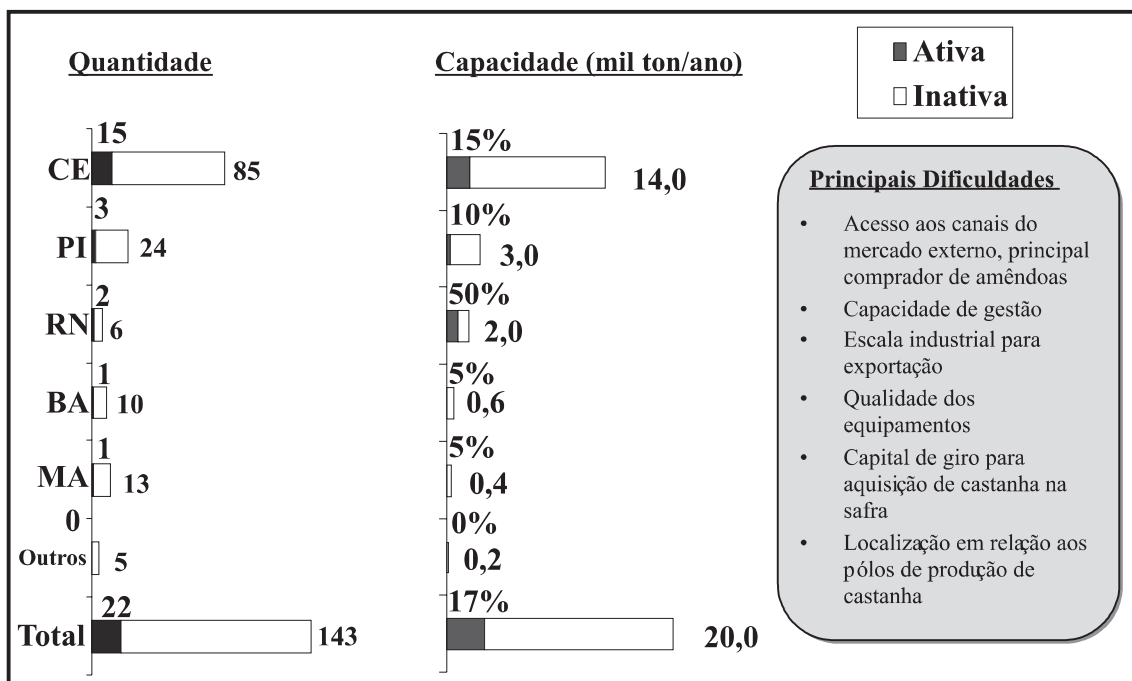 Quantidade
15
CE
85
3
PI
24
2
RN
6
1
BA
10
1
MA
13
0
Outros
5
22
Total
143
Capacidade (mil ton/ano)
15%
14,0
10%
3,0
50%
2,0
5%
0,6
5%
0,4
0%
0,2
17%
20,0
Ativa
Inativa
Principais Dificuldades
• Acesso aos canais do
mercado externo, principal
comprador de amêndoas
• Capacidade de gestão
• Escala industrial para
exportação
• Qualidade dos
equipamentos
• Capital de giro para
aquisição de castanha na
safra
• Localização em relação aos
pólos de produção de
castanha